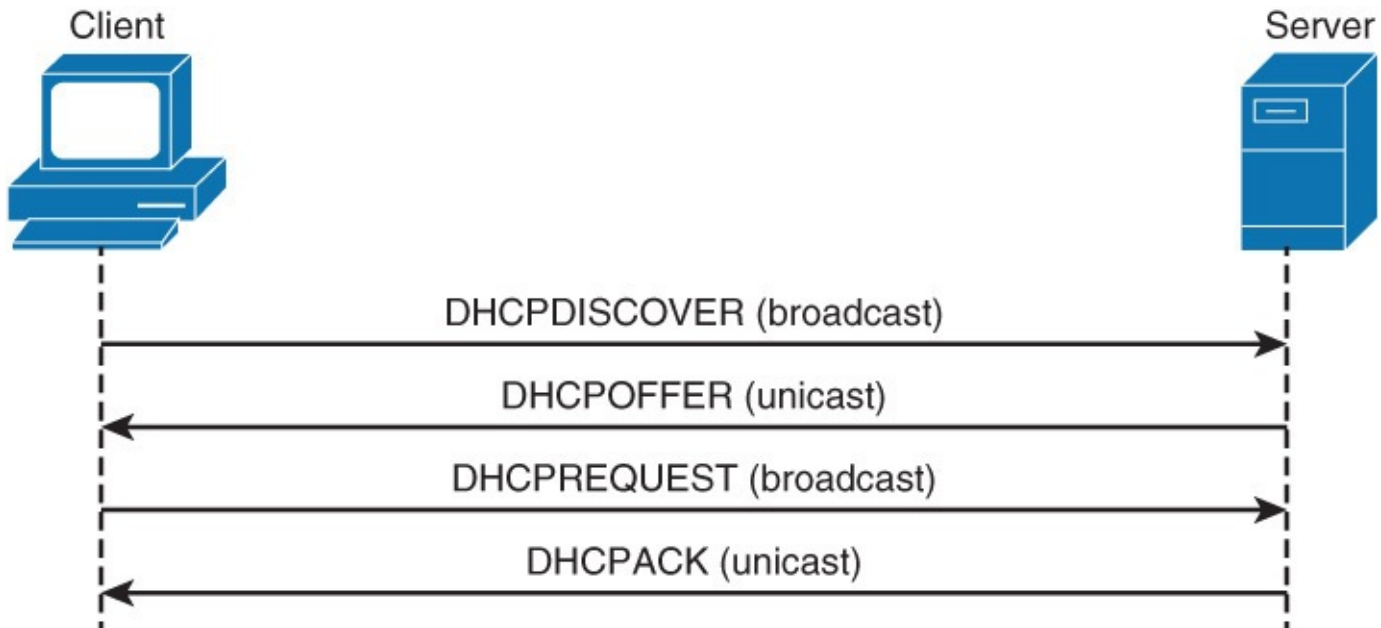 Client
Server
DHCPDISCOVER (broadcast)
DHCPOFFER (unicast)
DHCPREQUEST (broadcast)
DHCPACK (unicast)